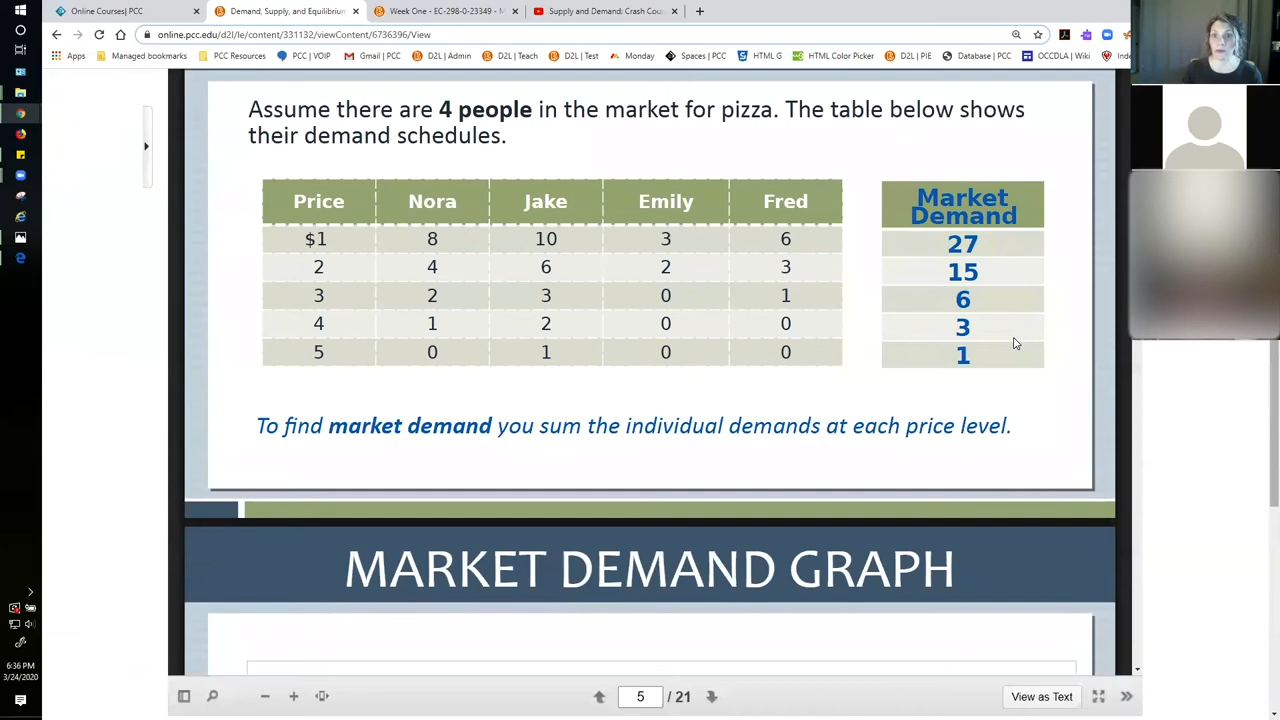 Online Courses| PCC
Demand, Supply, and Equilibrium
Week One - EC-298-0-23349 - M
Supply and Demand: Crash Cou
online.pcc.edu/d2l/le/content/331132/viewContent/6736396/View
Apps Managed bookmarks PCC Resources PCC | VOIP Gmail | PCC D2L | Admin D2L | Teach D2L | Test Monday Spaces | PCC HTML G HTML Color Picker D2L | PIE Database | PCC OCCDLA | Wiki Inde
Assume there are 4 people in the market for pizza. The table below shows
their demand schedules.
Price Nora Jake Emily Fred Market Demand
$1 8 10 3 6 27
2 4 6 2 3 15
3 2 3 0 1 6
4 1 2 0 0 3
5 0 1 0 0 1
To find market demand you sum the individual demands at each price level.
MARKET DEMAND GRAPH
5 / 21
View as Text
6:36 PM
3/24/2020